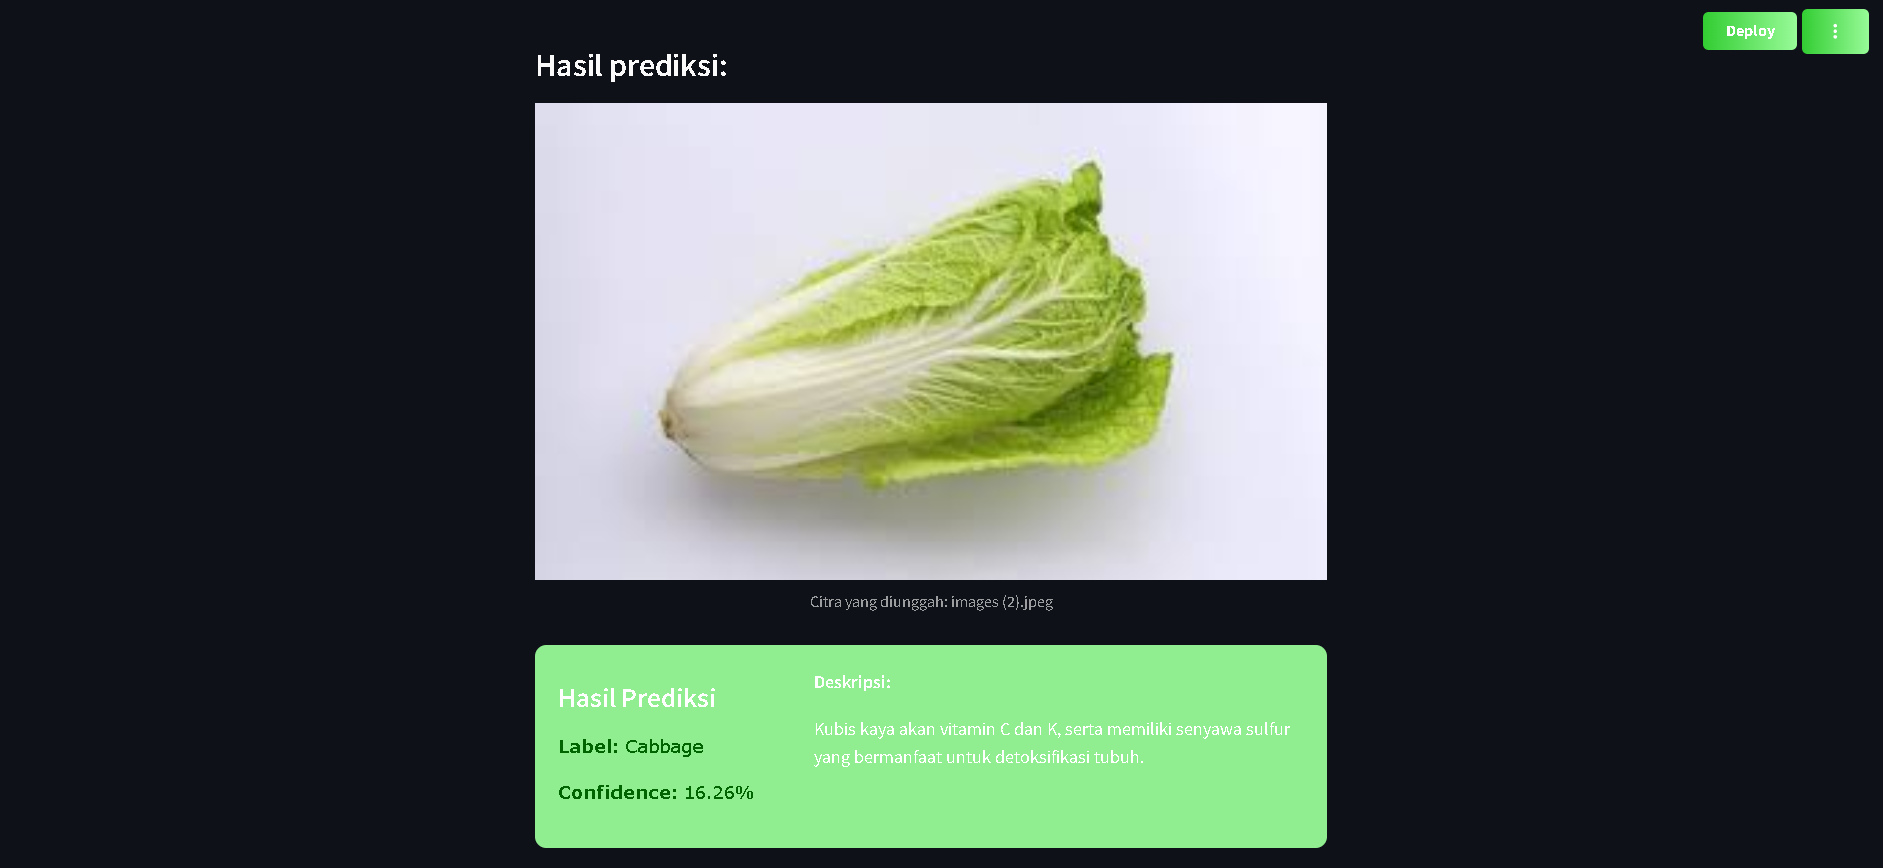 Deploy
Hasil prediksi:
Citra yang diunggah: images (2).jpeg
Hasil Prediksi
Label: Cabbage
Confidence: 16.26%
Deskripsi:
Kubis kaya akan vitamin C dan K, serta memiliki senyawa sulfur
yang bermanfaat untuk detoksifikasi tubuh.